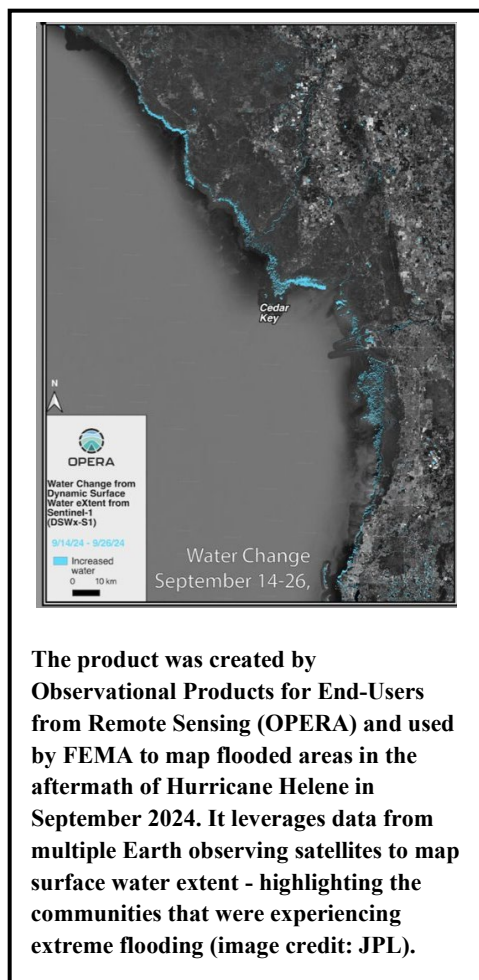 Cedar
Key
N
OPERA
Water Change from
Dynamic Surface
Water eXtent from
Sentinel-1
(DSWx-S1)
9/14/24 - 9/26/24
Increased
water
0 10 km
Water Change
September 14-26,
The product was created by
Observational Products for End-Users
from Remote Sensing (OPERA) and used
by FEMA to map flooded areas in the
aftermath of Hurricane Helene in
September 2024. It leverages data from
multiple Earth observing satellites to map
surface water extent - highlighting the
communities that were experiencing
extreme flooding (image credit: JPL).